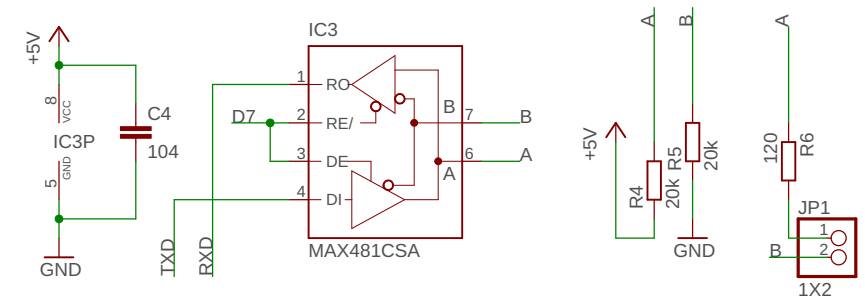 +5V
8
VCC
IC3P
GND
5
GND
C4
104
IC3
1
RO
D7
2
RE/
3
DE
4
DI
B
7
B
6
A
A
MAX481CSA
TXD
RXD
A
B
+5V
R4
20k
R5
20k
GND
A
120
R6
JP1
1
B
2
1X2